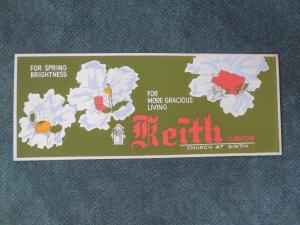 FOR SPRING
BRIGHTNESS
FOR
MORE GRACIOUS
LIVING
Keith
FURNITURE
CHURCH AT SIXTH